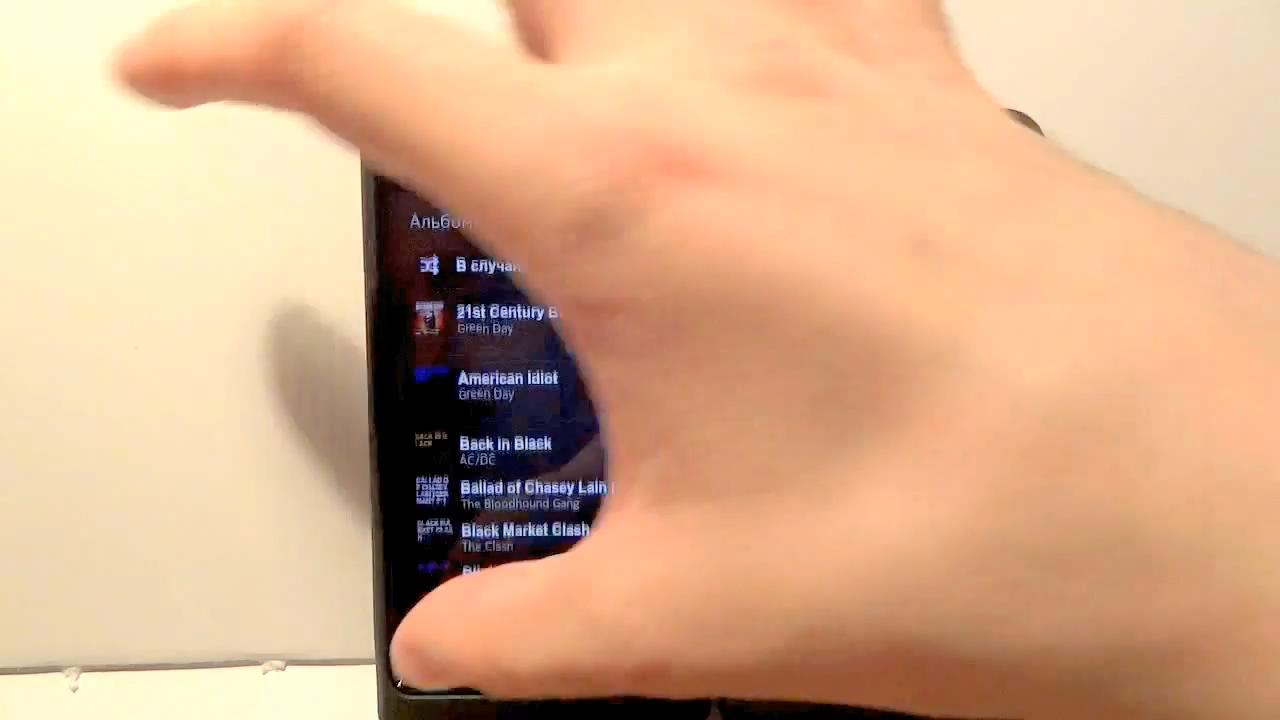 Альбом
В случай
21st Century B
Green Day
American Idiot
Green Day
Back in Black
AC/DC
Ballad of Chasey Lain
The Bloodhound Gang
Black Market Clash
The Clash